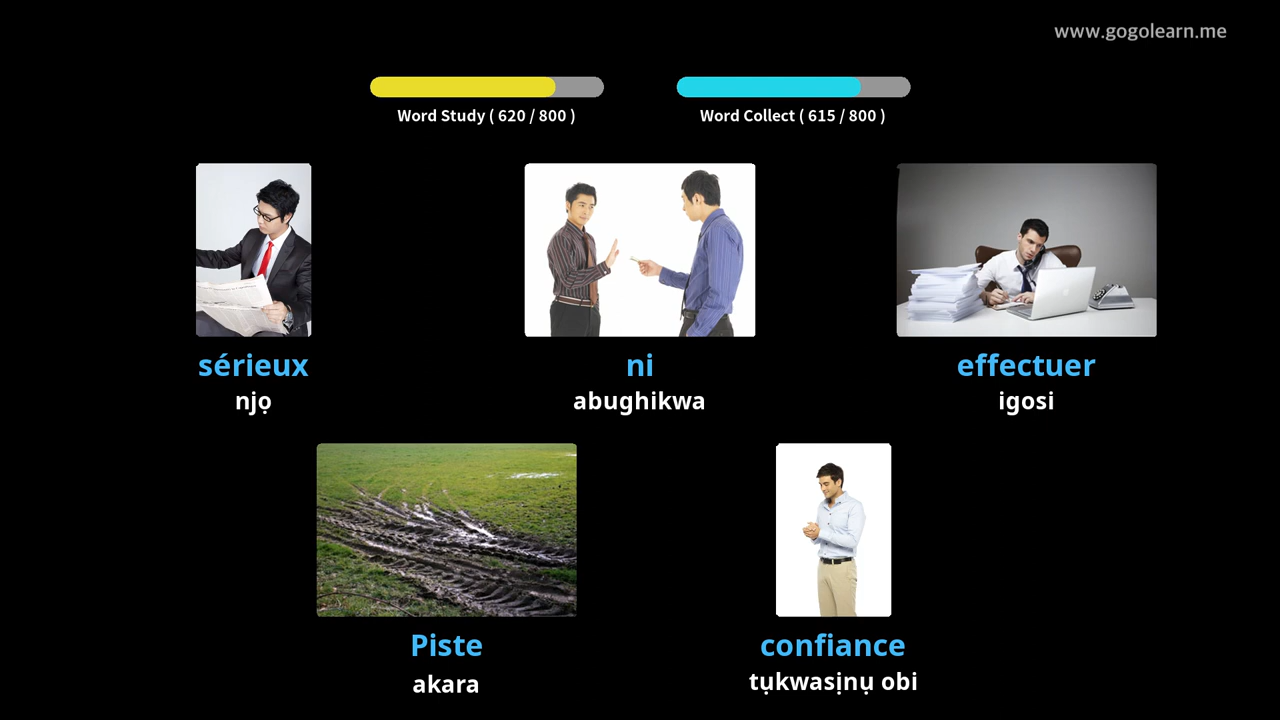 www.gogolearn.me
Word Study ( 620 / 800 )
Word Collect ( 615 / 800 )
sérieux
njọ
ni
abughikwa
effectuer
igosi
Piste
akara
confiance
tụkwasịnụ obi